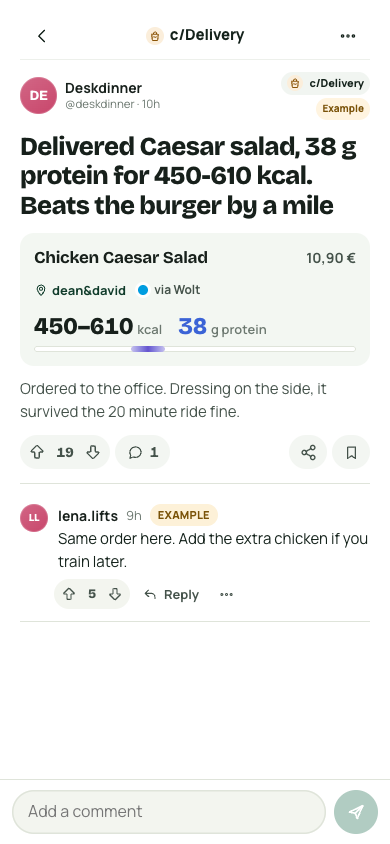 c/Delivery
DE
Deskdinner
@deskdinner · 10h
c/Delivery
Example
Delivered Caesar salad, 38 g
protein for 450-610 kcal.
Beats the burger by a mile
Chicken Caesar Salad
10,90 €
dean&david
via Wolt
450–610 kcal
38 g protein
Ordered to the office. Dressing on the side, it
survived the 20 minute ride fine.
19
1
LL
lena.lifts 9h EXAMPLE
Same order here. Add the extra chicken if you
train later.
5
Reply
Add a comment